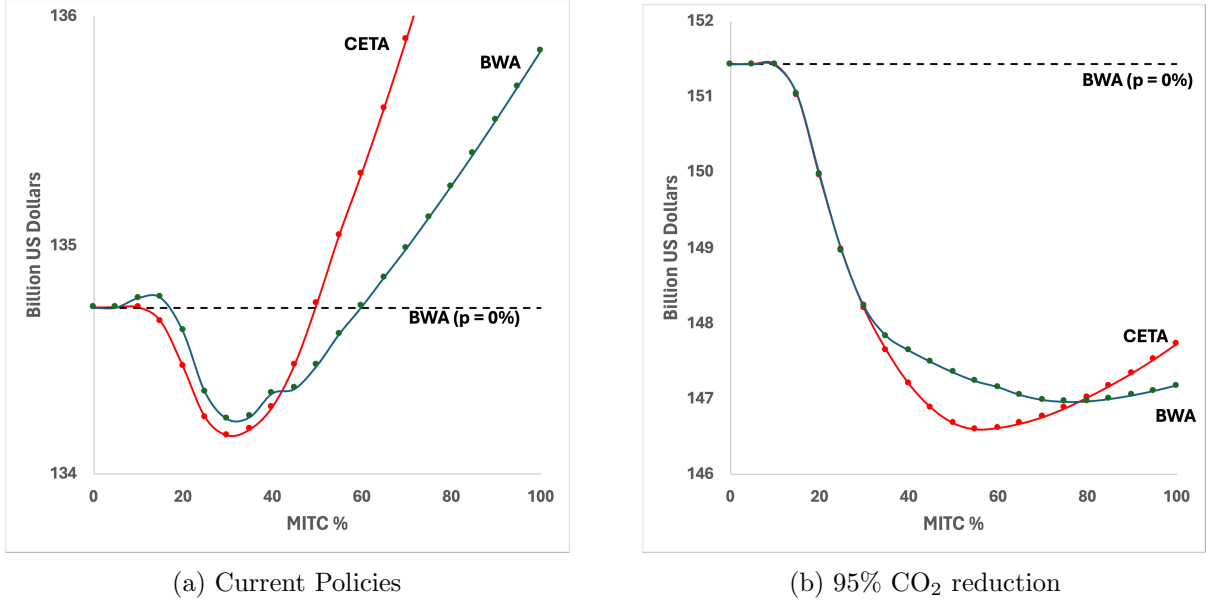 136
CETA
BWA
135
BWA (p = 0%)
134
0 20 40 60 80 100
MITC %
Billion US Dollars
(a) Current Policies
152
BWA (p = 0%)
151
150
149
148
CETA
147
BWA
146
0 20 40 60 80 100
MITC %
Billion US Dollars
(b) 95% CO₂ reduction